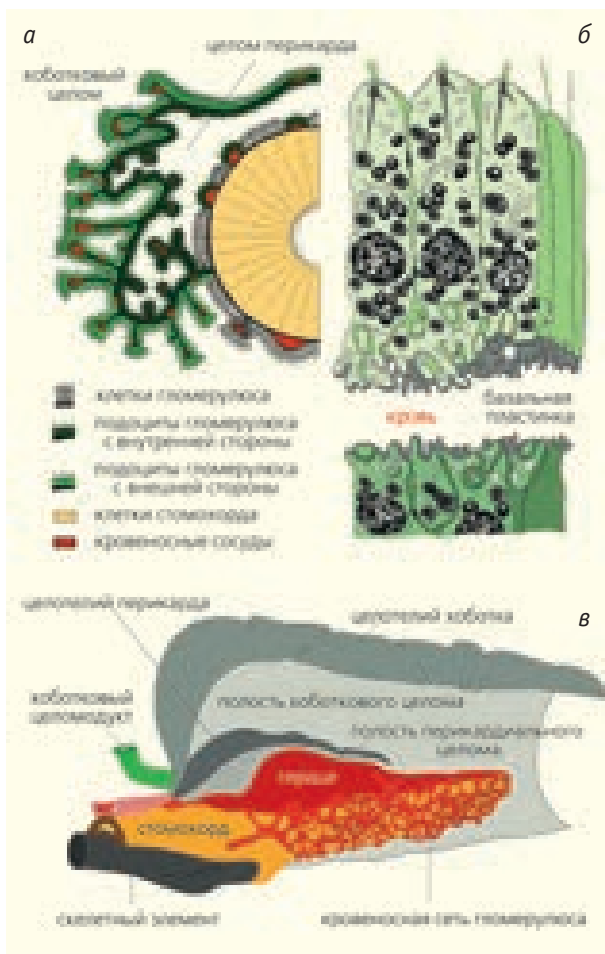 а
целом перикарда
хоботковый
целом
б
клетки гломерулюса
подоциты гломерулюса
с внутренней стороны
подоциты гломерулюса
с внешней стороны
клетки стомохорда
кровеносные сосуды
кровь
базальная
пластинка
целотелий перикарда
целотелий хоботка
в
хоботковый
целомодукт
полость хоботкового целома
полость перикардиального
целома
сердце
стомохорд
скелетный элемент
кровеносная сеть гломерулюса